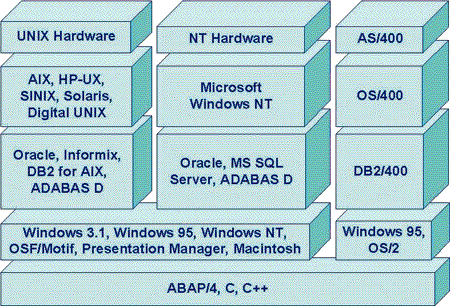 UNIX Hardware
NT Hardware
AS/400
AIX, HP-UX,
SINIX, Solaris,
Digital UNIX
Microsoft
Windows NT
OS/400
Oracle, Informix,
DB2 for AIX,
ADABAS D
Oracle, MS SQL
Server, ADABAS D
DB2/400
Windows 3.1, Windows 95, Windows NT,
OSF/Motif, Presentation Manager, Macintosh
Windows 95,
OS/2
ABAP/4, C, C++